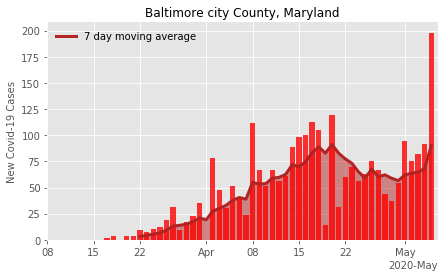 Baltimore city County, Maryland
7 day moving average
New Covid-19 Cases
200
175
150
125
100
75
50
25
0
08 15 22 Apr 08 15 22 May
2020-May